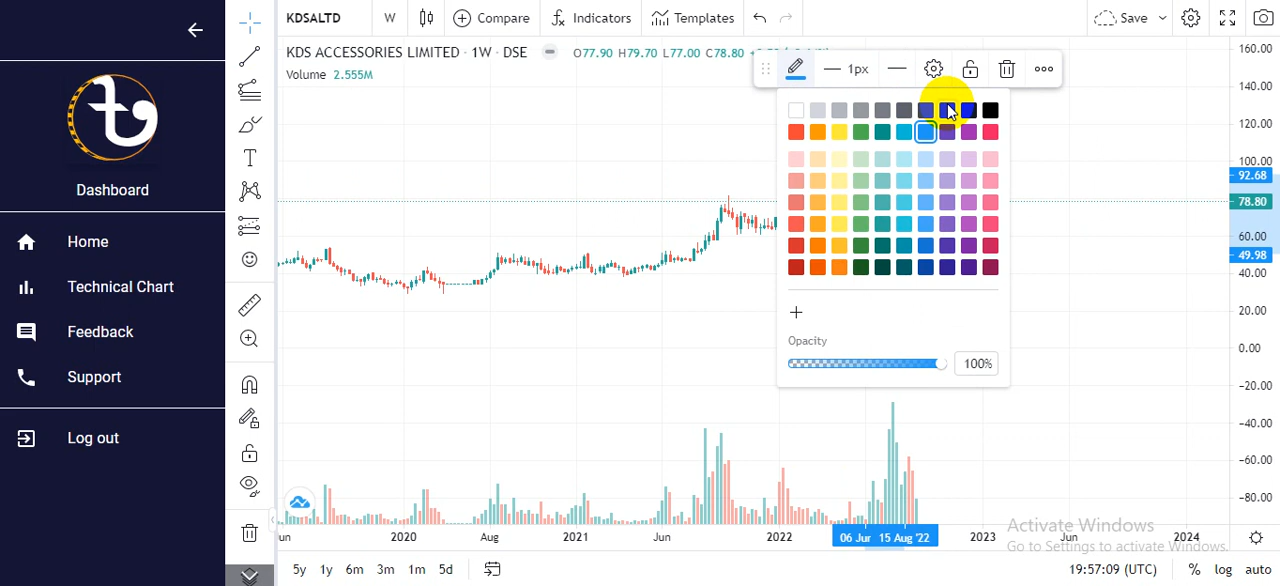 KDSALTD W Compare Indicators Templates Save
KDS ACCESSORIES LIMITED · 1W · DSE O77.90 H79.70 L77.00 C78.80
Volume 2.555M
1px
Dashboard
Home
Technical Chart
Feedback
Support
Log out
Opacity
100%
160.00
140.00
120.00
100.00
92.68
78.80
60.00
49.98
40.00
20.00
0.00
-20.00
-40.00
-60.00
-80.00
un 2020 Aug 2021 Jun 2022 06 Jun 15 Aug '22 2023 Jun 2024
Activate Windows
Go to Settings to activate Windows.
5y 1y 6m 3m 1m 5d 19:57:09 (UTC) % log auto